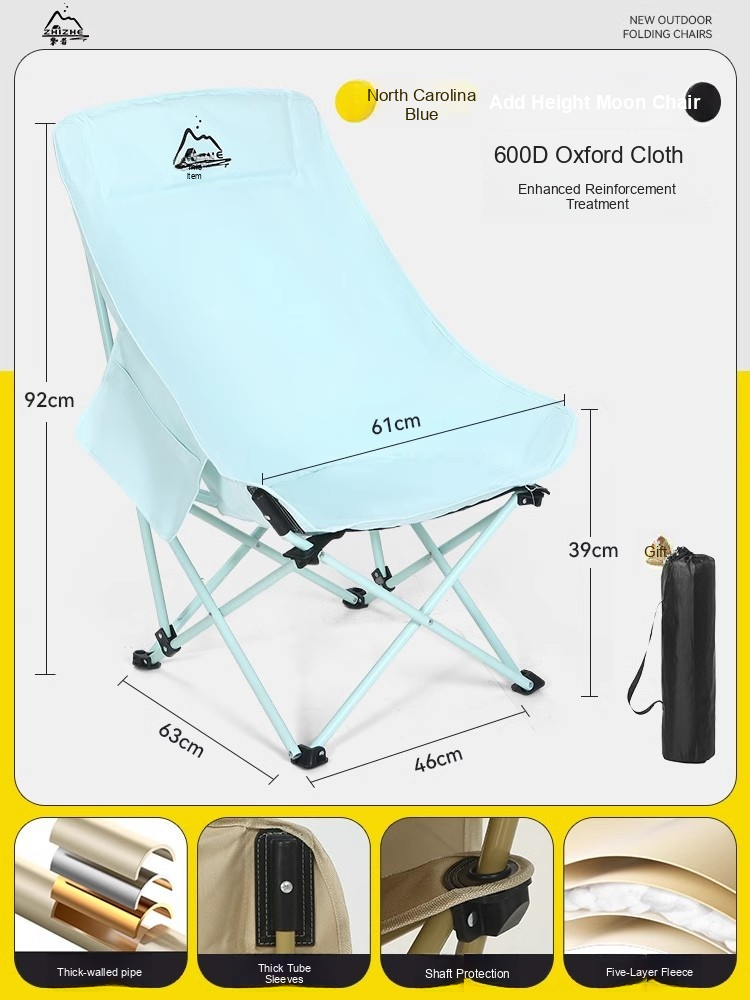 ZHIZHE
NEW OUTDOOR
FOLDING CHAIRS
North Carolina
Blue
Add Height Moon Chair
600D Oxford Cloth
Enhanced Reinforcement
Treatment
item
92cm
61cm
39cm
Gift
63cm
46cm
Thick-walled pipe
Thick Tube
Sleeves
Shaft Protection
Five-Layer Fleece